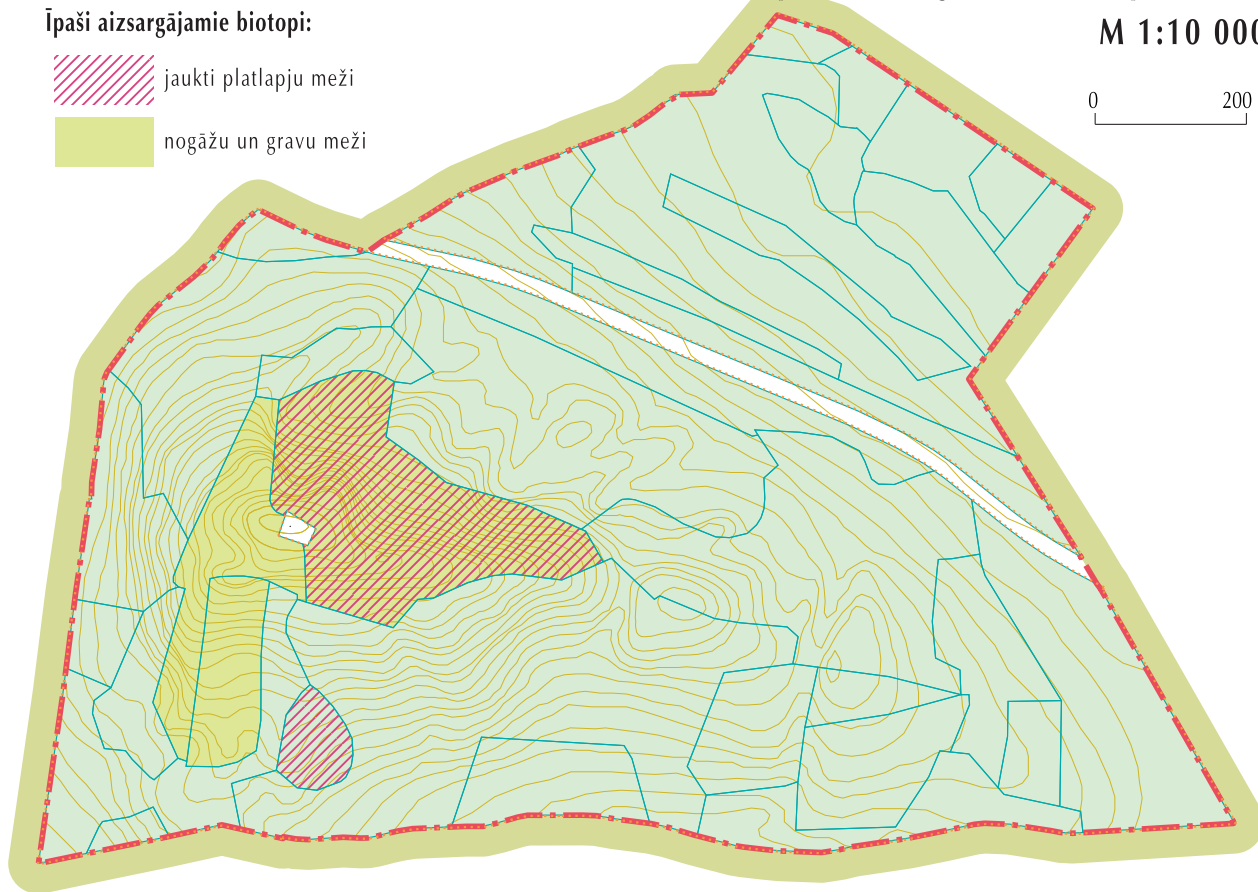 Īpaši aizsargājamie biotopi:
jaukti platlapju meži
nogāžu un gravu meži
M 1:10 000
0 200